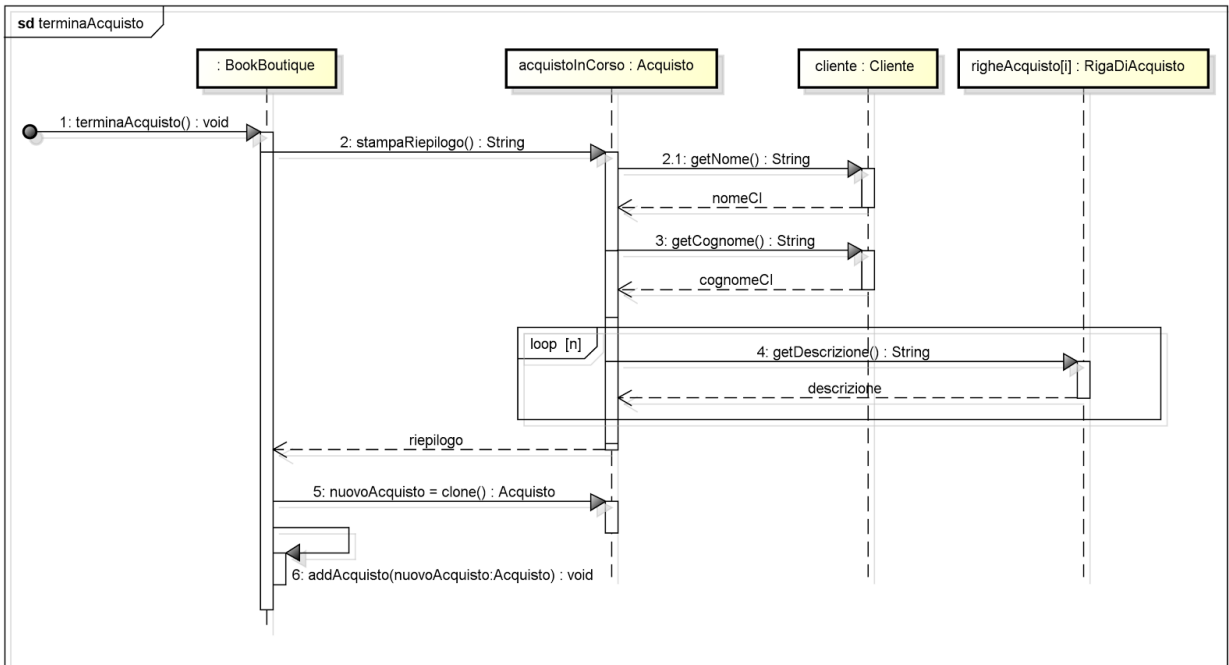 sd terminaAcquisto
: BookBoutique
acquistoInCorso : Acquisto
cliente : Cliente
righeAcquisto[i] : RigaDiAcquisto
1: terminaAcquisto() : void
2: stampaRiepilogo() : String
2.1: getNome() : String
nomeCl
3: getCognome() : String
cognomeCl
loop [n]
4: getDescrizione() : String
descrizione
riepilogo
5: nuovoAcquisto = clone() : Acquisto
6: addAcquisto(nuovoAcquisto:Acquisto) : void